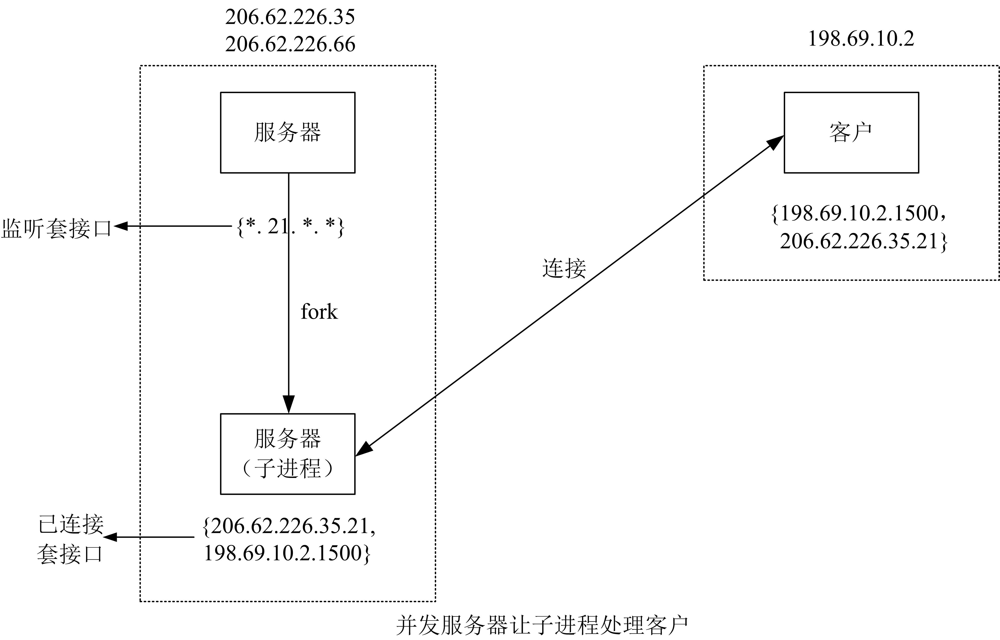 206.62.226.35
206.62.226.66
198.69.10.2
服务器
客户
监听套接口
{*. 21. *. *}
{198.69.10.2.1500，
206.62.226.35.21}
连接
fork
服务器
（子进程）
已连接
套接口
{206.62.226.35.21,
198.69.10.2.1500}
并发服务器让子进程处理客户